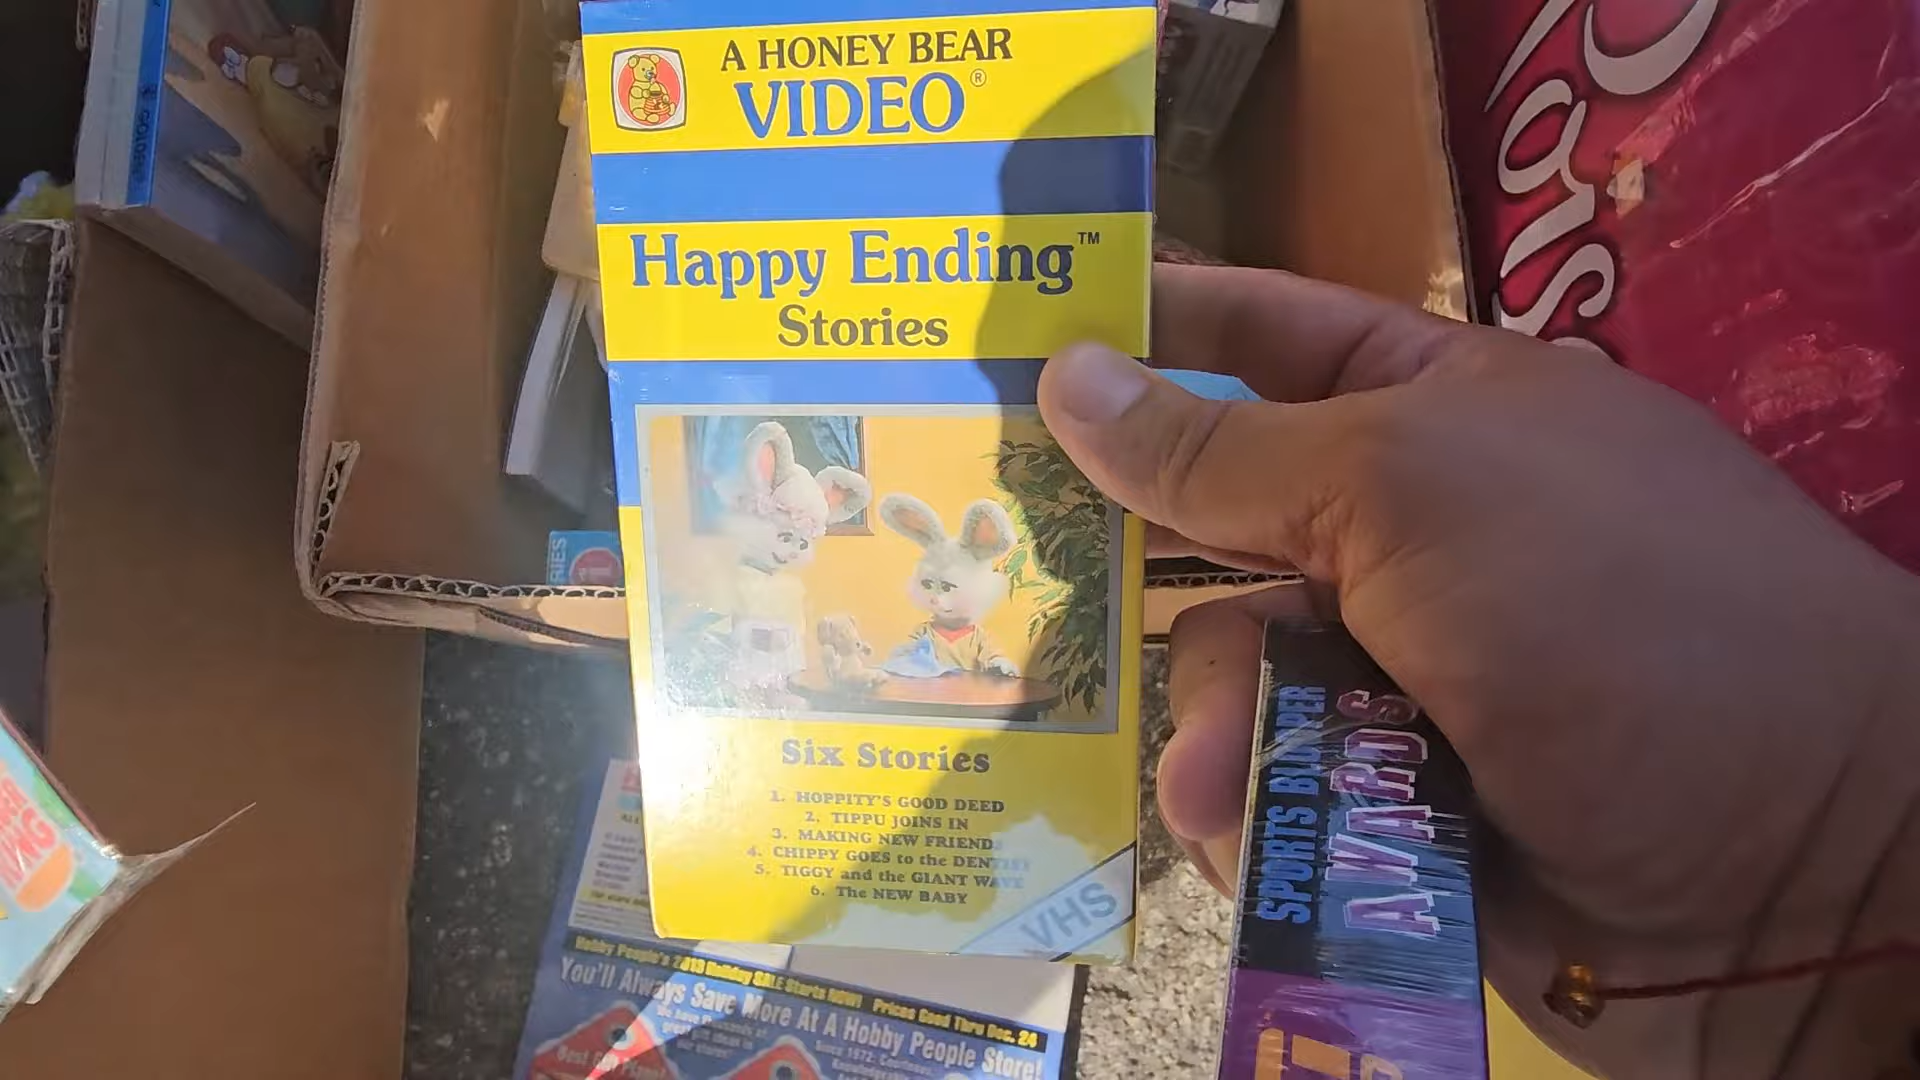 A HONEY BEAR
VIDEO®
Happy Ending™
Stories
Six Stories
1. HOPPITY'S GOOD DEED
2. TIPPU JOINS IN
3. MAKING NEW FRIENDS
4. CHIPPY GOES to the DENTIST
5. TIGGY and the GIANT WAVE
6. The NEW BABY
VHS
SPORTS BLOOPER
AWARDS
Hobby People's 2013 Holiday SALE Starts NOW! Prices Good Thru Dec. 24
You'll Always Save More At A Hobby People Store!